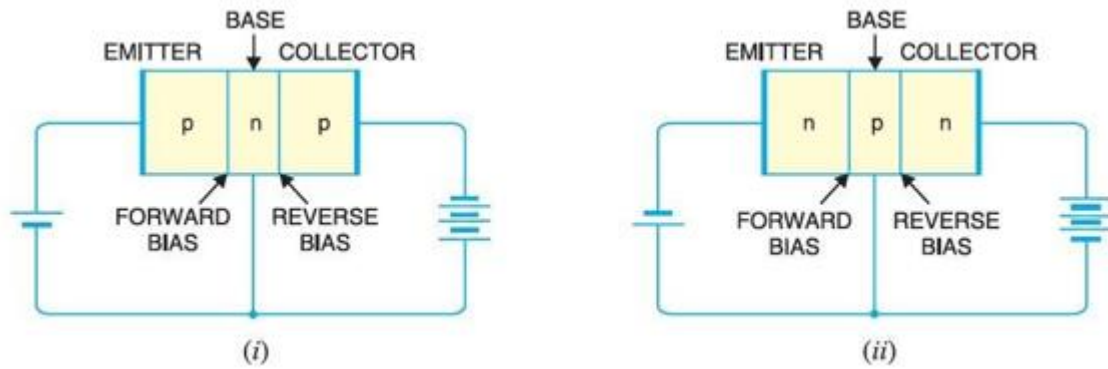 BASE
EMITTER COLLECTOR
p n p
FORWARD BIAS
REVERSE BIAS
(i)
BASE
EMITTER COLLECTOR
n p n
FORWARD BIAS
REVERSE BIAS
(ii)